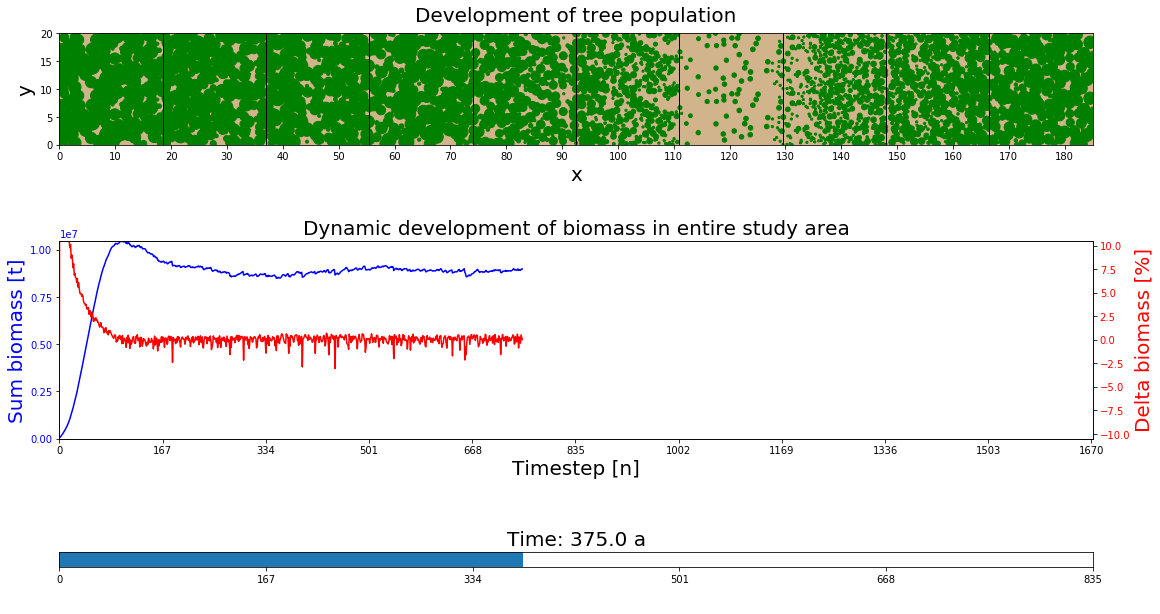 Development of tree population
20
15
10
5
0
y
0 10 20 30 40 50 60 70 80 90 100 110 120 130 140 150 160 170 180
x
Dynamic development of biomass in entire study area
1e7
1.00
0.75
0.50
0.25
0.00
Sum biomass [t]
10.0
7.5
5.0
2.5
0.0
−2.5
−5.0
−7.5
−10.0
Delta biomass [%]
0 167 334 501 668 835 1002 1169 1336 1503 1670
Timestep [n]
Time: 375.0 a
0 167 334 501 668 835